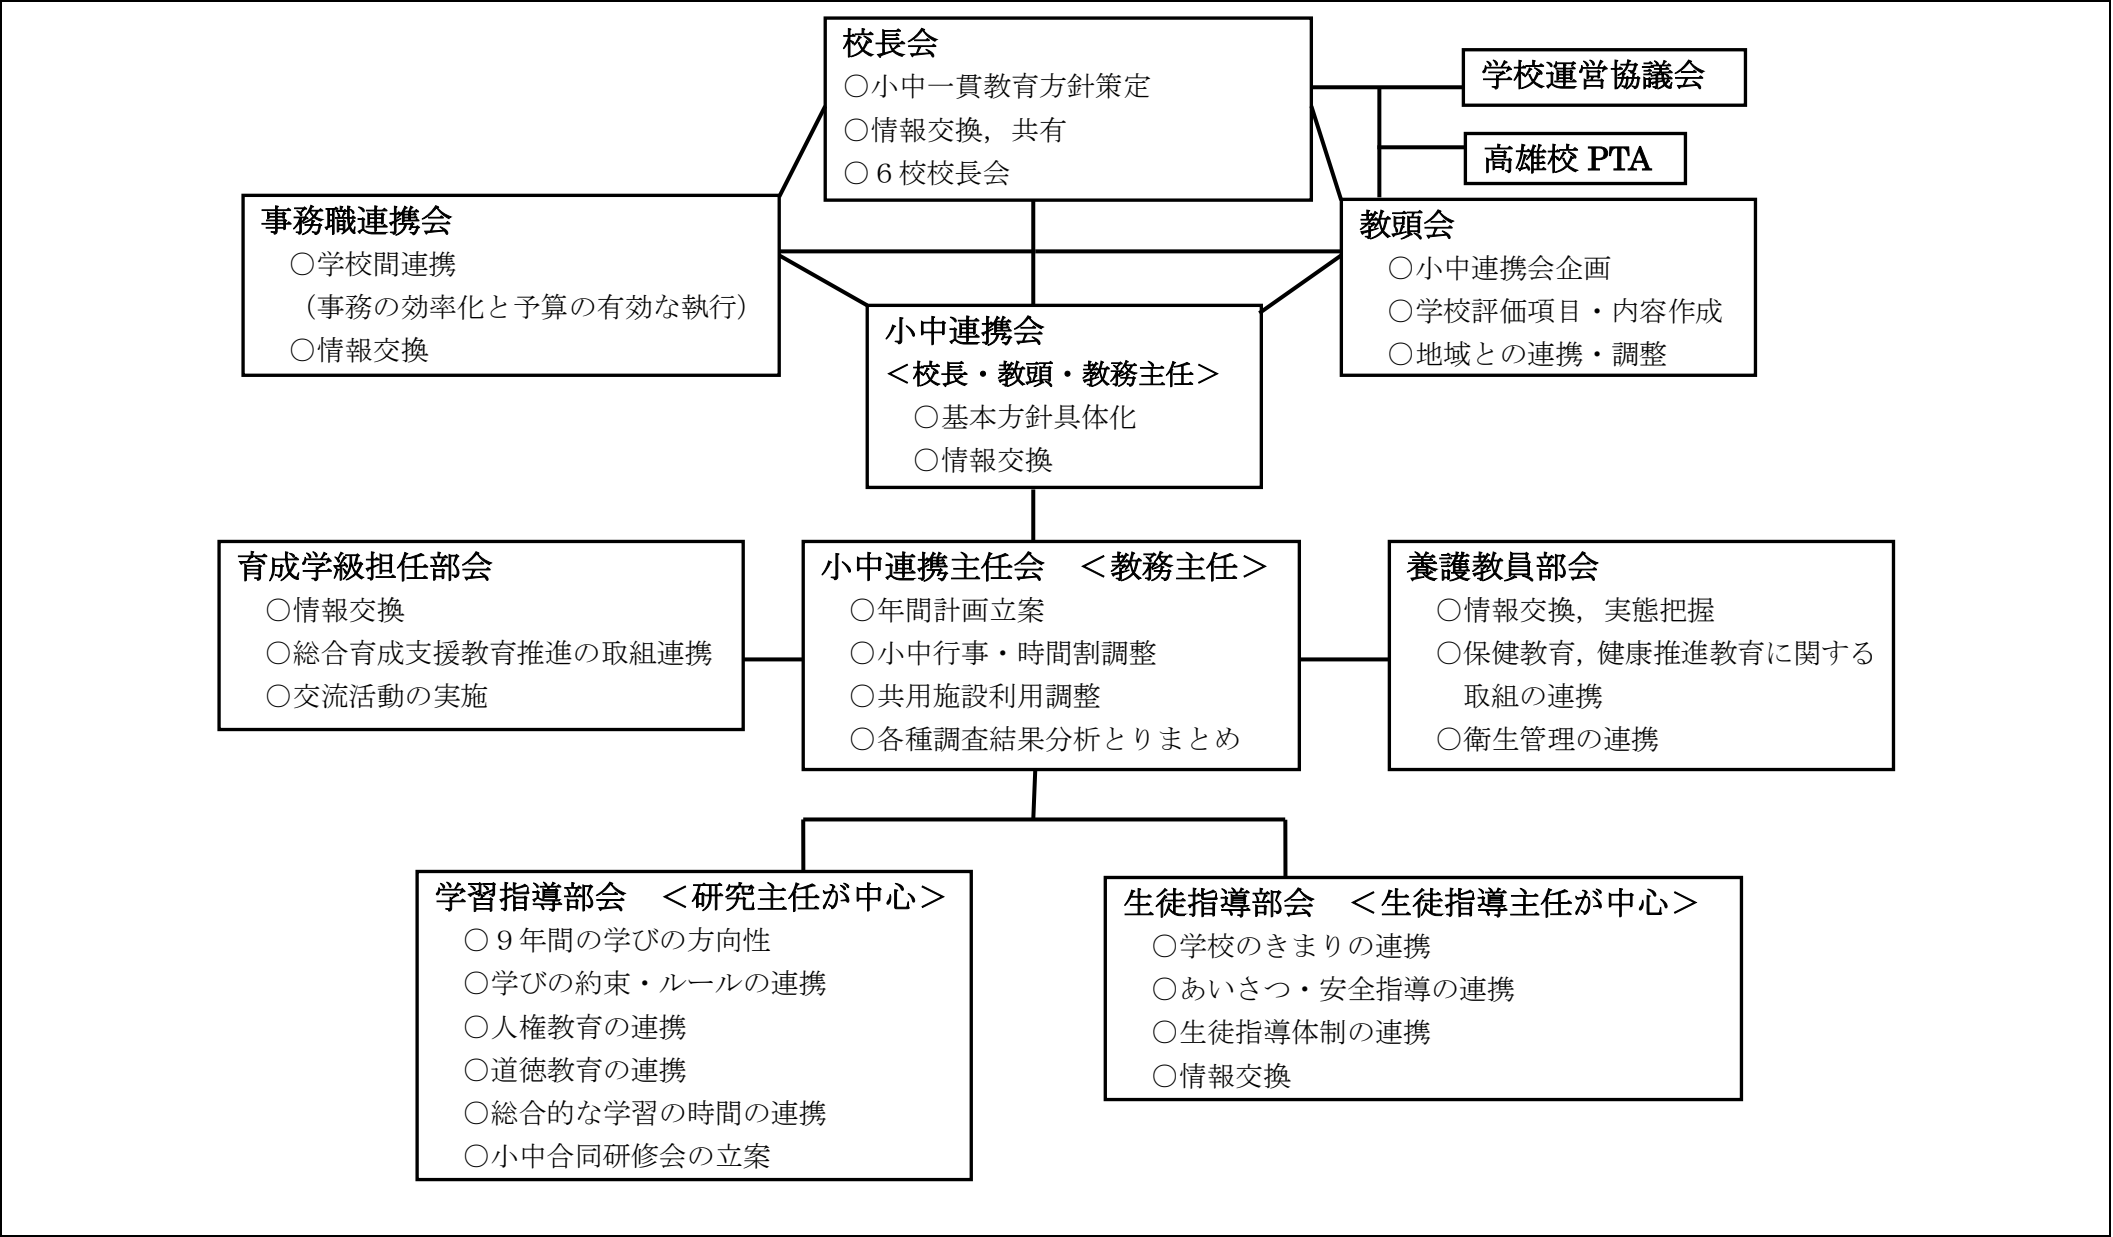 校長会
○小中一貫教育方針策定
○情報交換，共有
○６校校長会
学校運営協議会
高雄校 PTA
事務職連携会
○学校間連携
（事務の効率化と予算の有効な執行）
○情報交換
教頭会
○小中連携会企画
○学校評価項目・内容作成
○地域との連携・調整
小中連携会
＜校長・教頭・教務主任＞
○基本方針具体化
○情報交換
育成学級担任部会
○情報交換
○総合育成支援教育推進の取組連携
○交流活動の実施
小中連携主任会　＜教務主任＞
○年間計画立案
○小中行事・時間割調整
○共用施設利用調整
○各種調査結果分析とりまとめ
養護教員部会
○情報交換，実態把握
○保健教育，健康推進教育に関する
取組の連携
○衛生管理の連携
学習指導部会　＜研究主任が中心＞
○９年間の学びの方向性
○学びの約束・ルールの連携
○人権教育の連携
○道徳教育の連携
○総合的な学習の時間の連携
○小中合同研修会の立案
生徒指導部会　＜生徒指導主任が中心＞
○学校のきまりの連携
○あいさつ・安全指導の連携
○生徒指導体制の連携
○情報交換